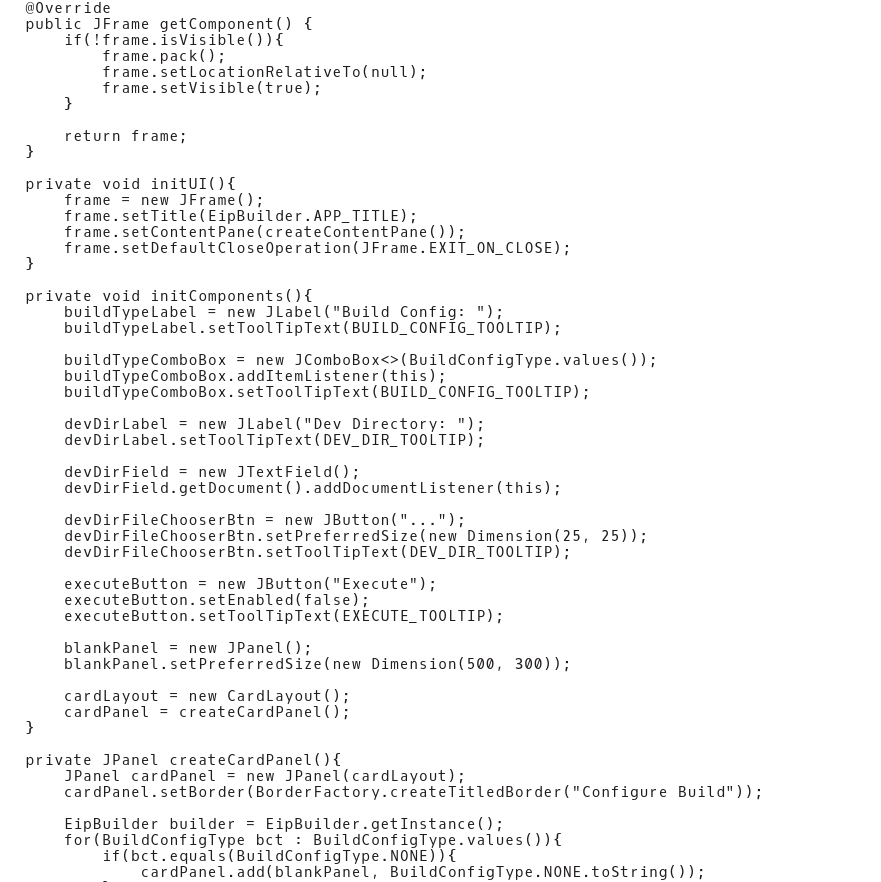 @Override
public JFrame getComponent() {
    if(!frame.isVisible()){
        frame.pack();
        frame.setLocationRelativeTo(null);
        frame.setVisible(true);
    }

    return frame;
}

private void initUI(){
    frame = new JFrame();
    frame.setTitle(EipBuilder.APP_TITLE);
    frame.setContentPane(createContentPane());
    frame.setDefaultCloseOperation(JFrame.EXIT_ON_CLOSE);
}

private void initComponents(){
    buildTypeLabel = new JLabel("Build Config: ");
    buildTypeLabel.setToolTipText(BUILD_CONFIG_TOOLTIP);

    buildTypeComboBox = new JComboBox<>(BuildConfigType.values());
    buildTypeComboBox.addItemListener(this);
    buildTypeComboBox.setToolTipText(BUILD_CONFIG_TOOLTIP);

    devDirLabel = new JLabel("Dev Directory: ");
    devDirLabel.setToolTipText(DEV_DIR_TOOLTIP);

    devDirField = new JTextField();
    devDirField.getDocument().addDocumentListener(this);

    devDirFileChooserBtn = new JButton("...");
    devDirFileChooserBtn.setPreferredSize(new Dimension(25, 25));
    devDirFileChooserBtn.setToolTipText(DEV_DIR_TOOLTIP);

    executeButton = new JButton("Execute");
    executeButton.setEnabled(false);
    executeButton.setToolTipText(EXECUTE_TOOLTIP);

    blankPanel = new JPanel();
    blankPanel.setPreferredSize(new Dimension(500, 300));

    cardLayout = new CardLayout();
    cardPanel = createCardPanel();
}

private JPanel createCardPanel(){
    JPanel cardPanel = new JPanel(cardLayout);
    cardPanel.setBorder(BorderFactory.createTitledBorder("Configure Build"));

    EipBuilder builder = EipBuilder.getInstance();
    for(BuildConfigType bct : BuildConfigType.values()){
        if(bct.equals(BuildConfigType.NONE)){
            cardPanel.add(blankPanel, BuildConfigType.NONE.toString());
        }